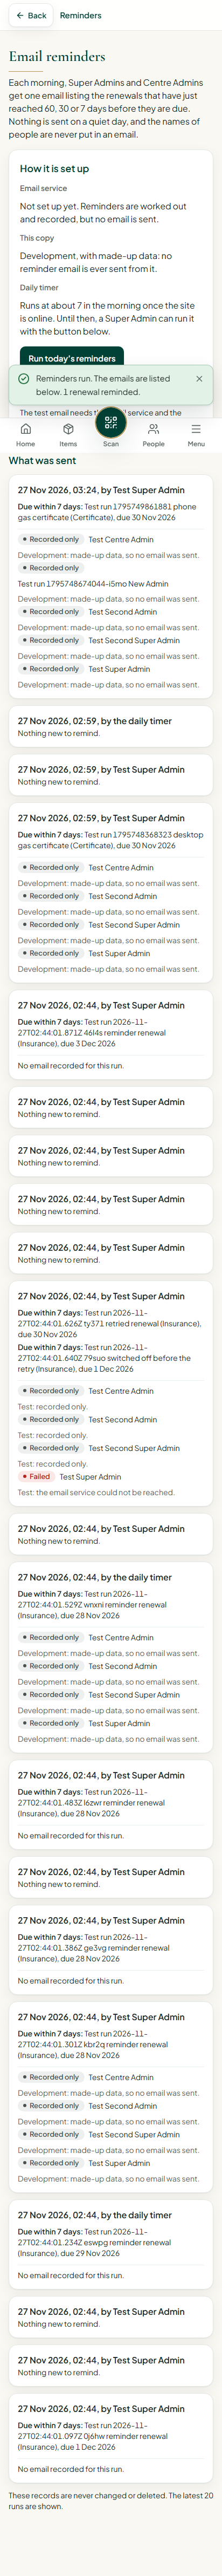 Back
Reminders
Email reminders
Each morning, Super Admins and Centre Admins
get one email listing the renewals that have just
reached 60, 30 or 7 days before they are due.
Nothing is sent on a quiet day, and the names of
people are never put in an email.
How it is set up
Email service
Not set up yet. Reminders are worked out
and recorded, but no email is sent.
This copy
Development, with made-up data: no
reminder email is ever sent from it.
Daily timer
Runs at about 7 in the morning once the site
is online. Until then, a Super Admin can run it
with the button below.
Run today's reminders
Reminders run. The emails are listed
below. 1 renewal reminded.
The test email needs the email service and the
Home
Items
Scan
People
Menu
What was sent
27 Nov 2026, 03:24, by Test Super Admin
Due within 7 days: Test run 1795749861881 phone
gas certificate (Certificate), due 30 Nov 2026
Recorded only Test Centre Admin
Development: made-up data, so no email was sent.
Recorded only
Test run 1795748674044-i5mo New Admin
Development: made-up data, so no email was sent.
Recorded only Test Second Admin
Development: made-up data, so no email was sent.
Recorded only Test Second Super Admin
Development: made-up data, so no email was sent.
Recorded only Test Super Admin
Development: made-up data, so no email was sent.
27 Nov 2026, 02:59, by the daily timer
Nothing new to remind.
27 Nov 2026, 02:59, by Test Super Admin
Nothing new to remind.
27 Nov 2026, 02:59, by Test Super Admin
Due within 7 days: Test run 1795748368323 desktop
gas certificate (Certificate), due 30 Nov 2026
Recorded only Test Centre Admin
Development: made-up data, so no email was sent.
Recorded only Test Second Admin
Development: made-up data, so no email was sent.
Recorded only Test Second Super Admin
Development: made-up data, so no email was sent.
Recorded only Test Super Admin
Development: made-up data, so no email was sent.
27 Nov 2026, 02:44, by Test Super Admin
Due within 7 days: Test run 2026-11-
27T02:44:01.871Z 46l4s reminder renewal
(Insurance), due 3 Dec 2026
No email recorded for this run.
27 Nov 2026, 02:44, by Test Super Admin
Nothing new to remind.
27 Nov 2026, 02:44, by Test Super Admin
Nothing new to remind.
27 Nov 2026, 02:44, by Test Super Admin
Nothing new to remind.
27 Nov 2026, 02:44, by Test Super Admin
Nothing new to remind.
27 Nov 2026, 02:44, by Test Super Admin
Due within 7 days: Test run 2026-11-
27T02:44:01.626Z ty371 retried renewal (Insurance),
due 30 Nov 2026
Due within 7 days: Test run 2026-11-
27T02:44:01.640Z 79suo switched off before the
retry (Insurance), due 1 Dec 2026
Recorded only Test Centre Admin
Test: recorded only.
Recorded only Test Second Admin
Test: recorded only.
Recorded only Test Second Super Admin
Test: recorded only.
Failed Test Super Admin
Test: the email service could not be reached.
27 Nov 2026, 02:44, by Test Super Admin
Nothing new to remind.
27 Nov 2026, 02:44, by the daily timer
Due within 7 days: Test run 2026-11-
27T02:44:01.529Z wnxni reminder renewal
(Insurance), due 28 Nov 2026
Recorded only Test Centre Admin
Development: made-up data, so no email was sent.
Recorded only Test Second Admin
Development: made-up data, so no email was sent.
Recorded only Test Second Super Admin
Development: made-up data, so no email was sent.
Recorded only Test Super Admin
Development: made-up data, so no email was sent.
27 Nov 2026, 02:44, by Test Super Admin
Due within 7 days: Test run 2026-11-
27T02:44:01.483Z l6zwr reminder renewal
(Insurance), due 28 Nov 2026
No email recorded for this run.
27 Nov 2026, 02:44, by Test Super Admin
Nothing new to remind.
27 Nov 2026, 02:44, by Test Super Admin
Due within 7 days: Test run 2026-11-
27T02:44:01.386Z ge3vg reminder renewal
(Insurance), due 28 Nov 2026
No email recorded for this run.
27 Nov 2026, 02:44, by Test Super Admin
Due within 7 days: Test run 2026-11-
27T02:44:01.301Z kbr2q reminder renewal
(Insurance), due 28 Nov 2026
Recorded only Test Centre Admin
Development: made-up data, so no email was sent.
Recorded only Test Second Admin
Development: made-up data, so no email was sent.
Recorded only Test Second Super Admin
Development: made-up data, so no email was sent.
Recorded only Test Super Admin
Development: made-up data, so no email was sent.
27 Nov 2026, 02:44, by the daily timer
Due within 7 days: Test run 2026-11-
27T02:44:01.234Z eswpg reminder renewal
(Insurance), due 29 Nov 2026
No email recorded for this run.
27 Nov 2026, 02:44, by Test Super Admin
Nothing new to remind.
27 Nov 2026, 02:44, by Test Super Admin
Nothing new to remind.
27 Nov 2026, 02:44, by Test Super Admin
Due within 7 days: Test run 2026-11-
27T02:44:01.097Z 0j6hw reminder renewal
(Insurance), due 1 Dec 2026
No email recorded for this run.
These records are never changed or deleted. The latest 20
runs are shown.